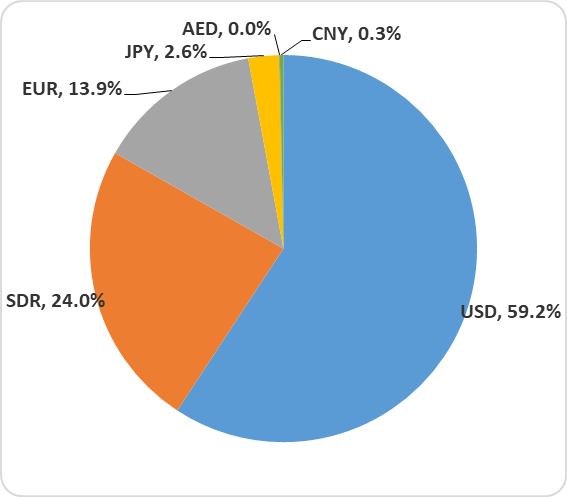 AED, 0.0%
CNY, 0.3%
JPY, 2.6%
EUR, 13.9%
SDR, 24.0%
USD, 59.2%